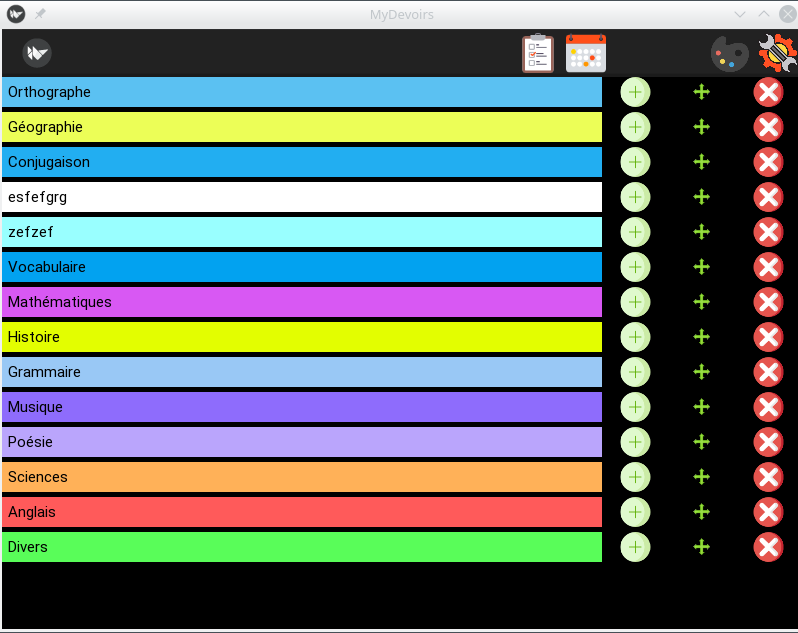 MyDevoirs
Orthographe
Géographie
Conjugaison
esfefgrg
zefzef
Vocabulaire
Mathématiques
Histoire
Grammaire
Musique
Poésie
Sciences
Anglais
Divers